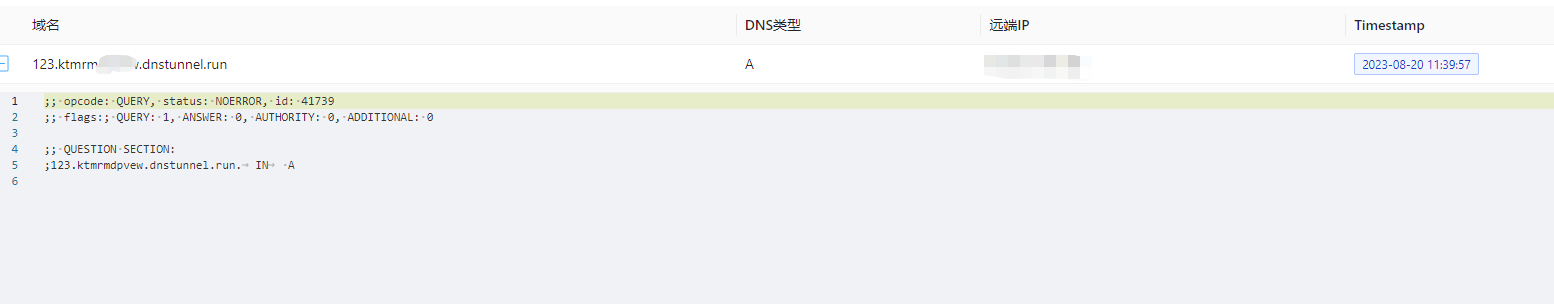 域名 DNS类型 远端IP Timestamp
123.ktmrm w.dnstunnel.run A 2023-08-20 11:39:57
1 ;; opcode: QUERY, status: NOERROR, id: 41739
2 ;; flags:; QUERY: 1, ANSWER: 0, AUTHORITY: 0, ADDITIONAL: 0
3
4 ;; QUESTION SECTION:
5 ;123.ktmrmdpvew.dnstunnel.run. IN A
6